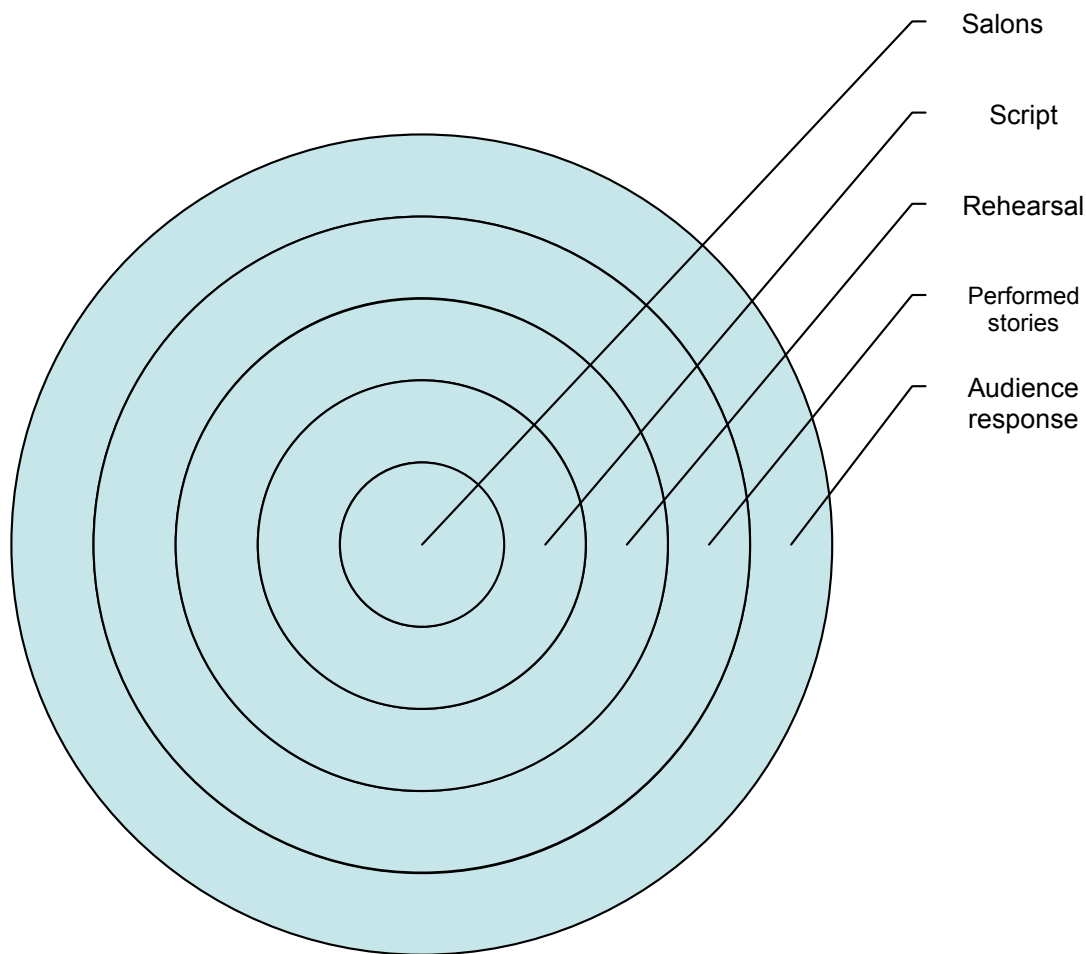 Salons
Script
Rehearsal
Performed
stories
Audience
response